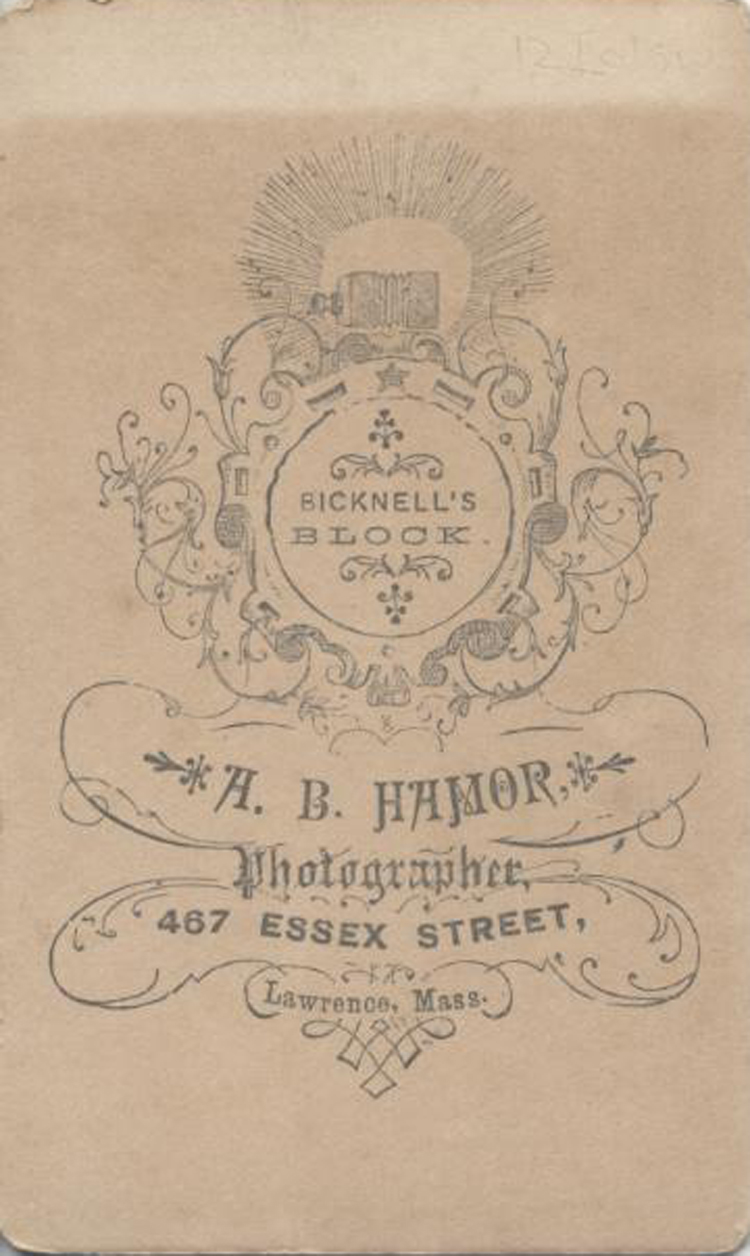 BICKNELL'S
BLOCK.
A. B. HAMOR,
Photographer,
467 ESSEX STREET,
Lawrence, Mass.